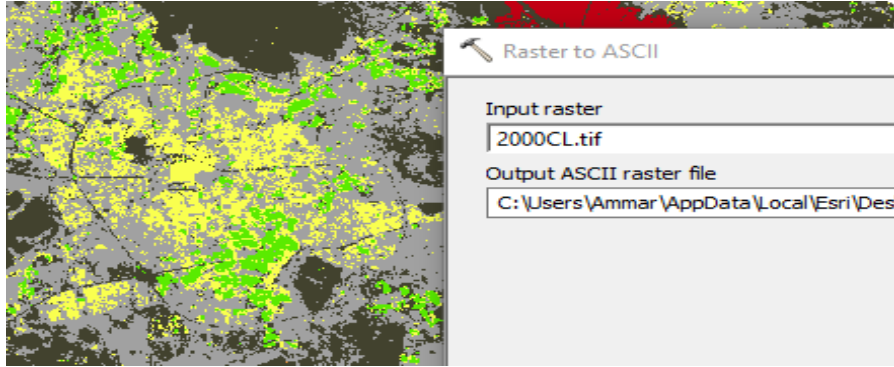 Raster to ASCII
Input raster
2000CL.tif
Output ASCII raster file
C:\Users\Ammar\AppData\Local\Esri\Des